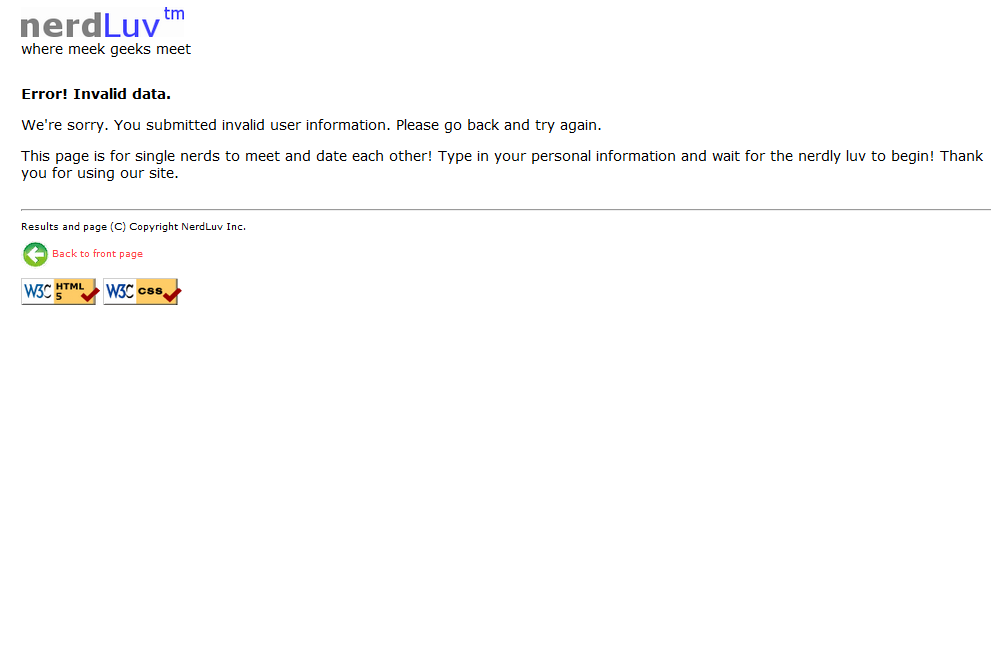 nerdLuv™
where meek geeks meet
Error! Invalid data.
We're sorry. You submitted invalid user information. Please go back and try again.
This page is for single nerds to meet and date each other! Type in your personal information and wait for the nerdly luv to begin! Thank
you for using our site.
Results and page (C) Copyright NerdLuv Inc.
Back to front page
W3C HTML 5 W3C css